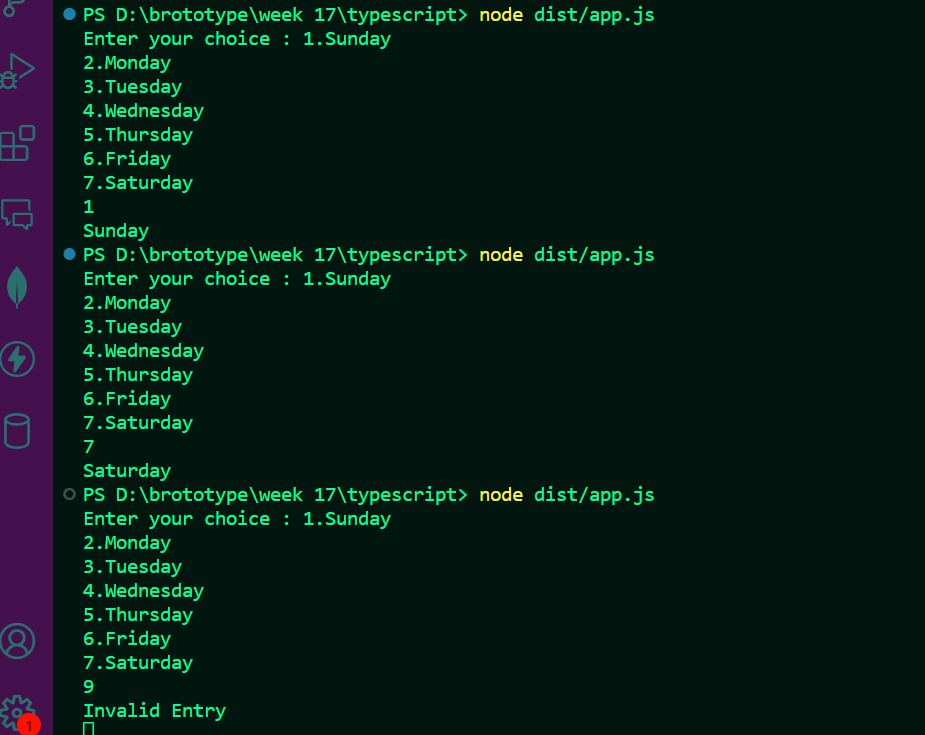 PS D:\brototype\week 17\typescript> node dist/app.js
Enter your choice : 1.Sunday
2.Monday
3.Tuesday
4.Wednesday
5.Thursday
6.Friday
7.Saturday
1
Sunday
PS D:\brototype\week 17\typescript> node dist/app.js
Enter your choice : 1.Sunday
2.Monday
3.Tuesday
4.Wednesday
5.Thursday
6.Friday
7.Saturday
7
Saturday
PS D:\brototype\week 17\typescript> node dist/app.js
Enter your choice : 1.Sunday
2.Monday
3.Tuesday
4.Wednesday
5.Thursday
6.Friday
7.Saturday
9
Invalid Entry
1